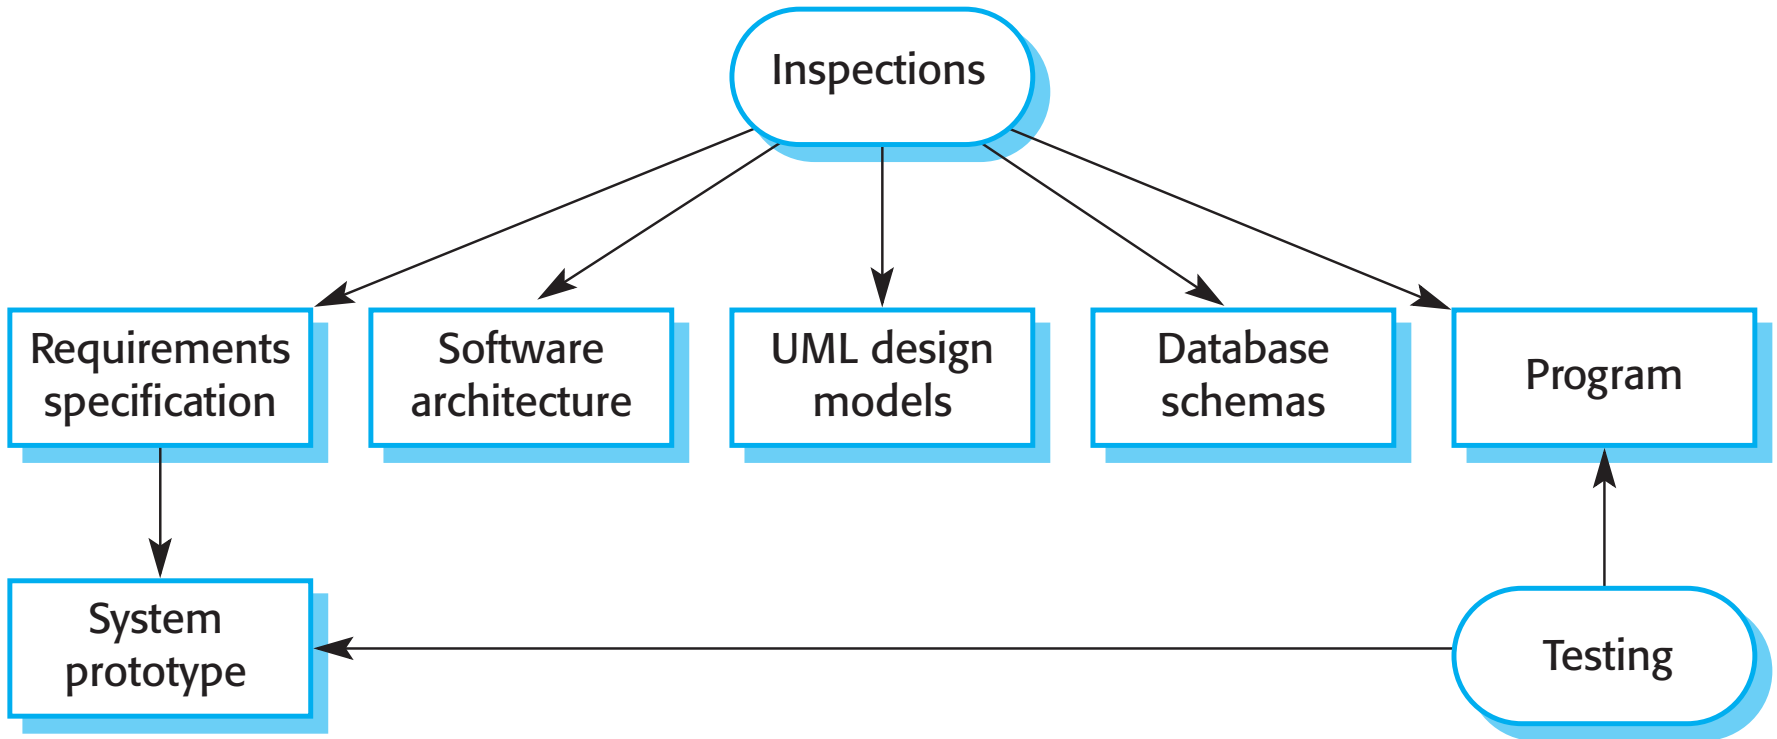 Inspections
Requirements
specification
Software
architecture
UML design
models
Database
schemas
Program
System
prototype
Testing